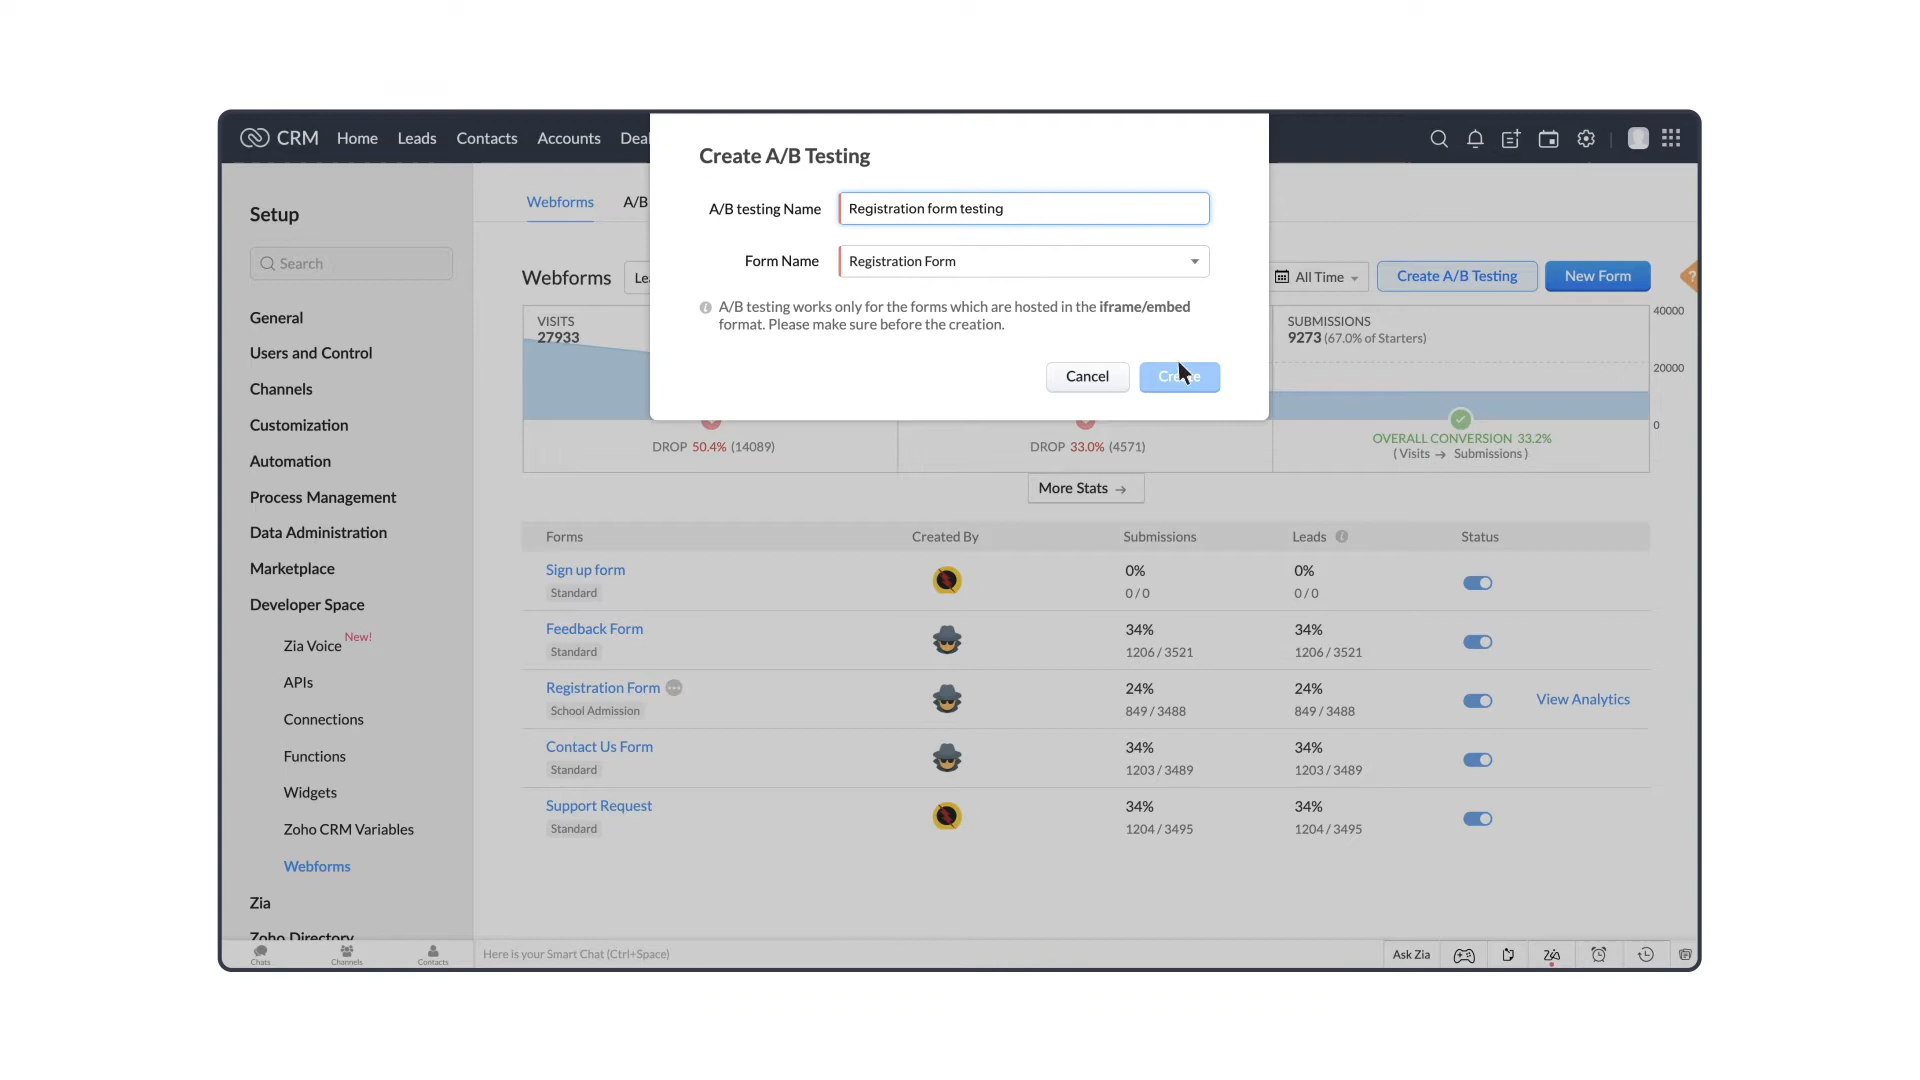 CRM
Home
Leads
Contacts
Accounts
Create A/B Testing
A/B testing Name
Registration form testing
Form Name
Registration Form
A/B testing works only for the forms which are hosted in the iframe/embed
format. Please make sure before the creation.
Cancel
Setup
Search
General
Users and Control
Channels
Customization
Automation
Process Management
Data Administration
Marketplace
Developer Space
Zia Voice New!
APIs
Connections
Functions
Widgets
Zoho CRM Variables
Webforms
Zia
Zoho Directory
Webforms
A/B
Webforms
All Time
Create A/B Testing
New Form
?
VISITS
27933
SUBMISSIONS
9273 (67.0% of Starters)
40000
20000
0
DROP 50.4% (14089)
DROP 33.0% (4571)
OVERALL CONVERSION 33.2%
( Visits → Submissions )
More Stats →
Forms
Created By
Submissions
Leads
Status
Sign up form
Standard
0%
0 / 0
0%
0 / 0
Feedback Form
Standard
34%
1206 / 3521
34%
1206 / 3521
Registration Form
School Admission
24%
849 / 3488
24%
849 / 3488
View Analytics
Contact Us Form
Standard
34%
1203 / 3489
34%
1203 / 3489
Support Request
Standard
34%
1204 / 3495
34%
1204 / 3495
Chats
Channels
Contacts
Here is your Smart Chat (Ctrl+Space)
Ask Zia